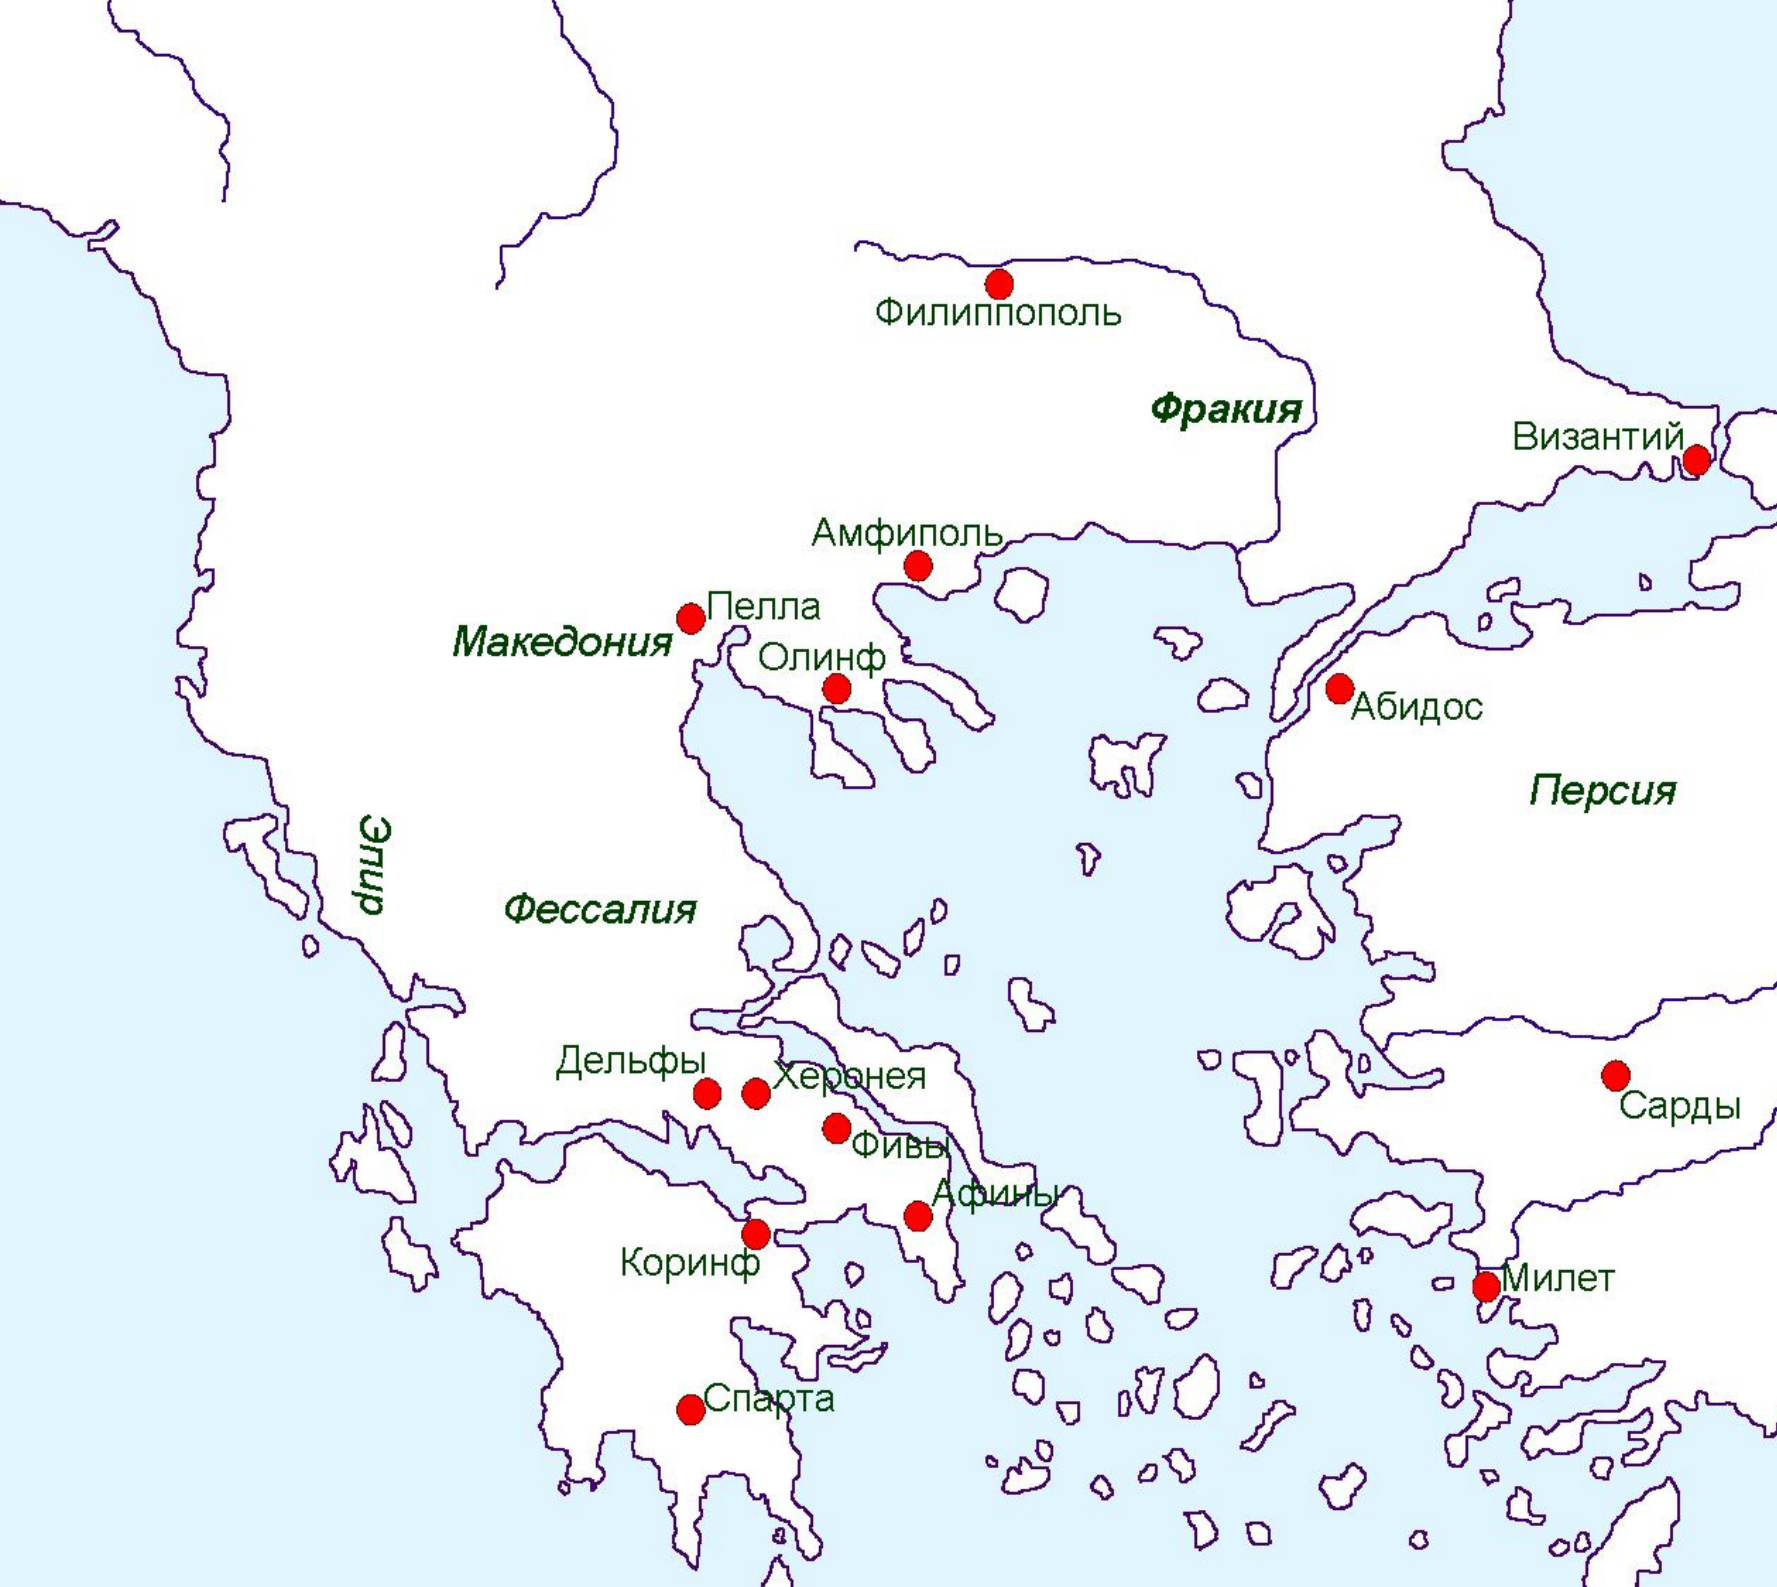 Филиппополь
Фракия
Византий
Амфиполь
Пелла
Македония
Олинф
Абидос
Персия
Эпир
Фессалия
Дельфы
Херонея
Сарды
Фивы
Афины
Коринф
Милет
Спарта